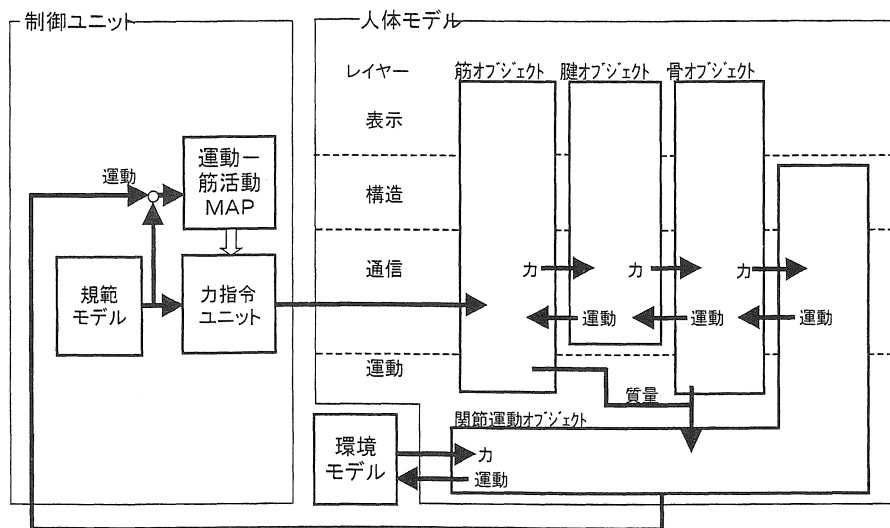 制御ユニット
人体モデル
レイヤー
筋オブジェクト
腱オブジェクト
骨オブジェクト
表示
運動ー
筋活動
MAP
運動
構造
通信
力
力
力
規範
モデル
力指令
ユニット
運動
運動
運動
運動
質量
関節運動オブジェクト
環境
モデル
力
運動